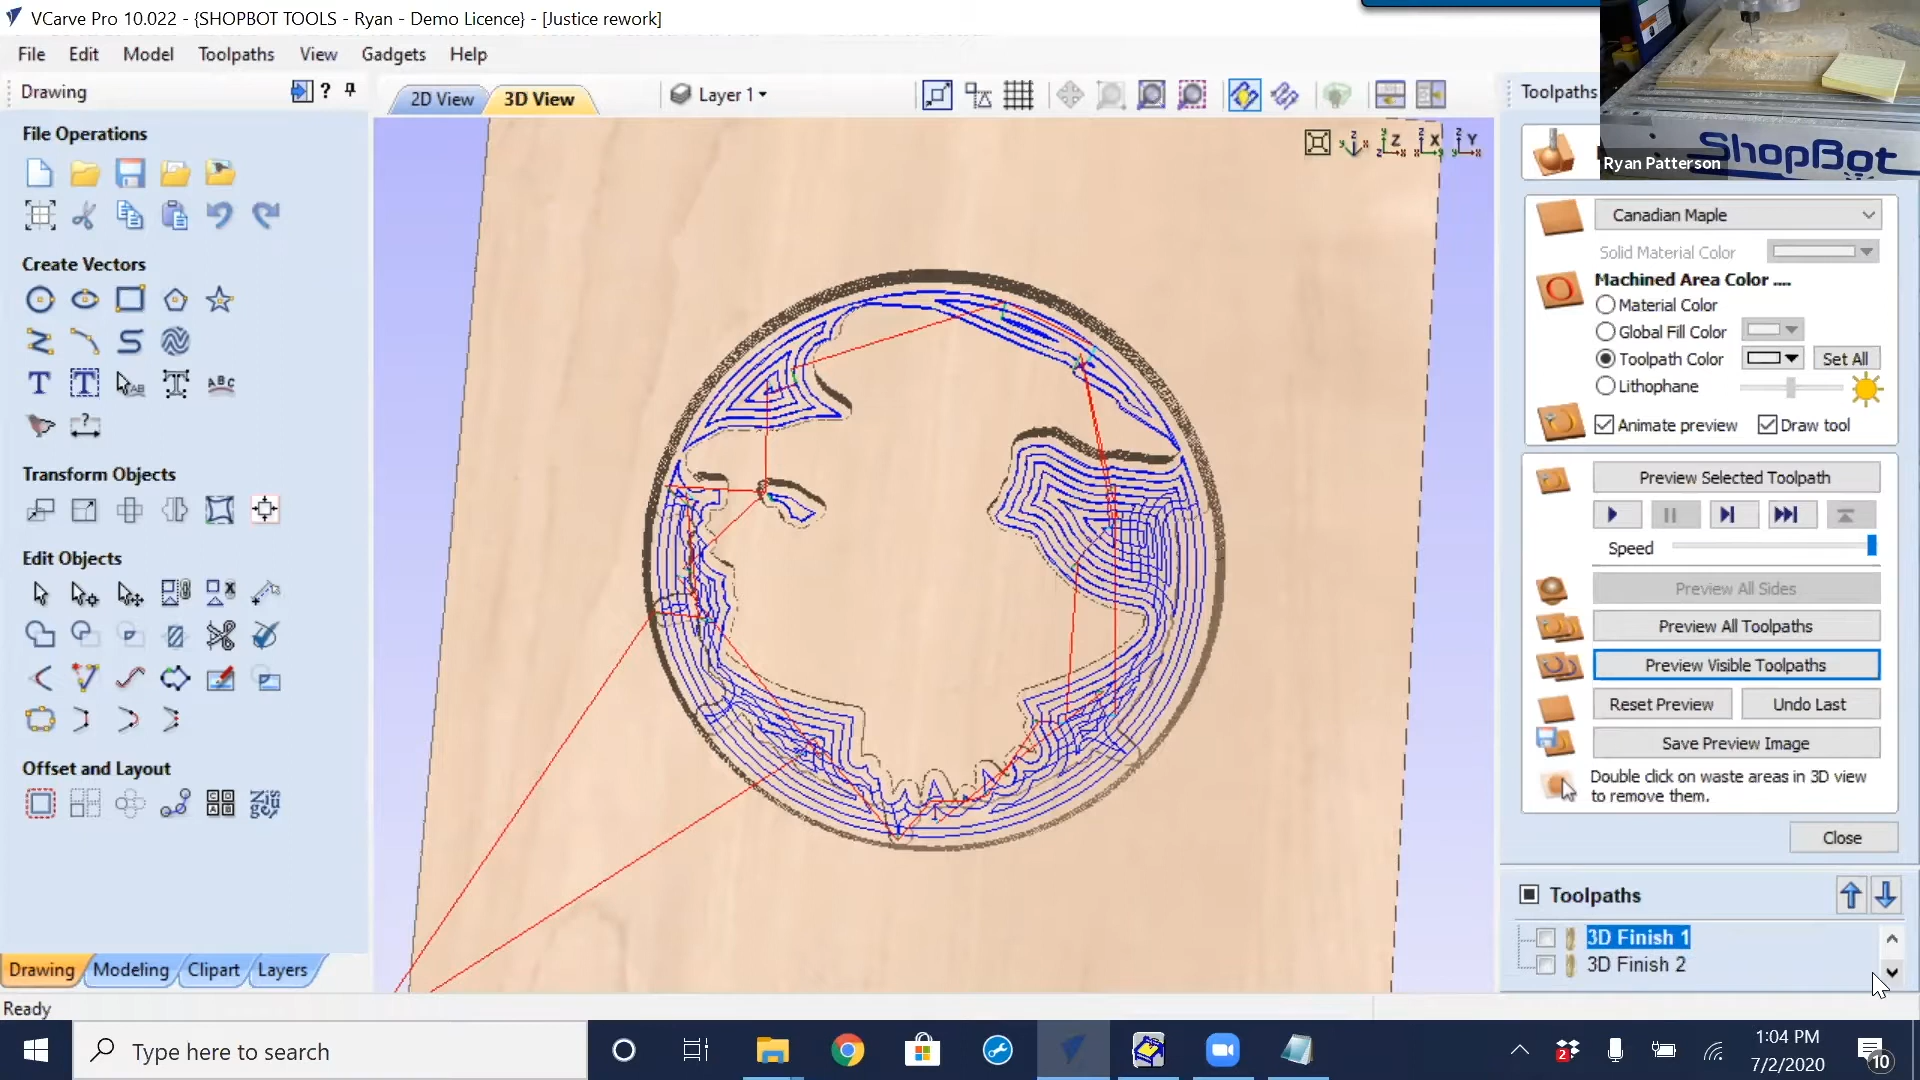 VCarve Pro 10.022 - {SHOPBOT TOOLS - Ryan - Demo Licence} - [Justice rework]
File Edit Model Toolpaths View Gadgets Help
Drawing
?
2D View
3D View
Layer 1
Toolpaths
ShopBot
Ryan Patterson
File Operations
Create Vectors
Transform Objects
Edit Objects
Offset and Layout
Drawing Modeling Clipart Layers
Ready
Canadian Maple
Solid Material Color
Machined Area Color ....
Material Color
Global Fill Color
Toolpath Color
Set All
Lithophane
Animate preview
Draw tool
Preview Selected Toolpath
Speed
Preview All Sides
Preview All Toolpaths
Preview Visible Toolpaths
Reset Preview
Undo Last
Save Preview Image
Double click on waste areas in 3D view
to remove them.
Close
Toolpaths
3D Finish 1
3D Finish 2
Type here to search
2
1:04 PM
7/2/2020
10